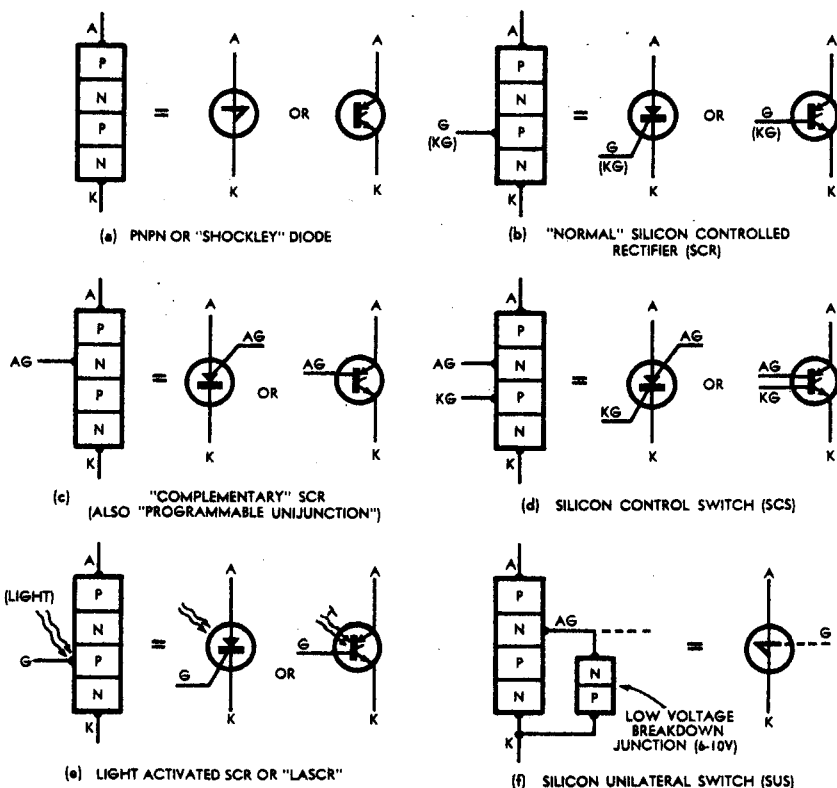 A
P
N
P
N
K
=
A
K
OR
A
K
(a) PNPN OR "SHOCKLEY" DIODE
A
P
N
P
N
K
G
(KG)
=
A
G
(KG)
K
OR
A
G
(KG)
K
(b) "NORMAL" SILICON CONTROLLED
RECTIFIER (SCR)
A
P
N
P
N
K
AG
=
A
AG
K
OR
A
AG
K
(c) "COMPLEMENTARY" SCR
(ALSO "PROGRAMMABLE UNIJUNCTION")
A
P
N
P
N
K
AG
KG
=
A
AG
KG
K
OR
A
AG
KG
K
(d) SILICON CONTROL SWITCH (SCS)
(LIGHT)
A
P
N
P
N
K
G
=
A
G
K
OR
A
G
K
(e) LIGHT ACTIVATED SCR OR "LASCR"
A
P
N
P
N
K
AG
N
P
LOW VOLTAGE
BREAKDOWN
JUNCTION (6-10V)
=
A
G
K
(f) SILICON UNILATERAL SWITCH (SUS)